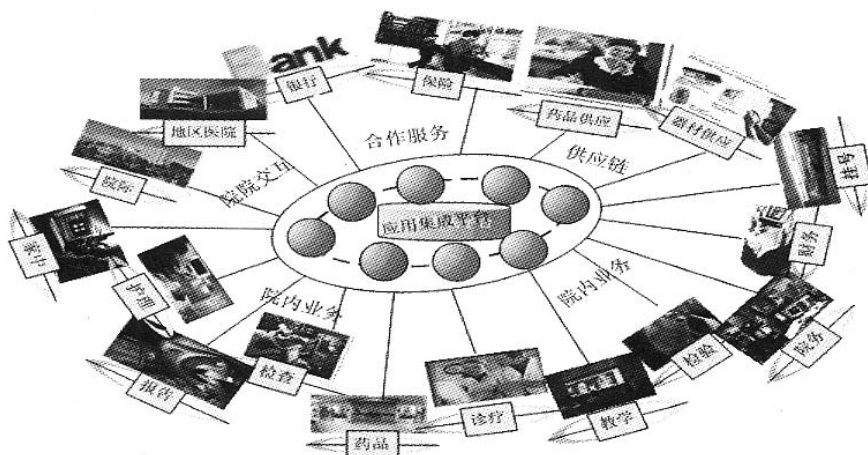 ank
银行
保险
药品供应
器材供应
地区医院
合作服务
供应链
挂号
院际
院院交互
应用集成平台
财务
家中
护理
院内业务
院内业务
检验
院务
报告
检查
药品
诊疗
教学